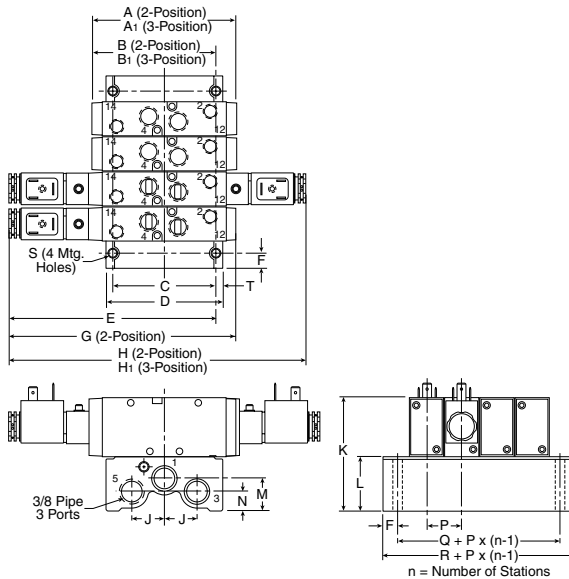 A (2-Position)
A1 (3-Position)
B (2-Position)
B1 (3-Position)
14 2
4 12
14 2
4 12
14 2
4 12
14 2
4 12
S (4 Mtg.
Holes)
F
C
T
D
E
G (2-Position)
H (2-Position)
H1 (3-Position)
1
5
3
3/8 Pipe
3 Ports
J J
N
M
K
L
F
P
Q + P x (n-1)
R + P x (n-1)
n = Number of Stations